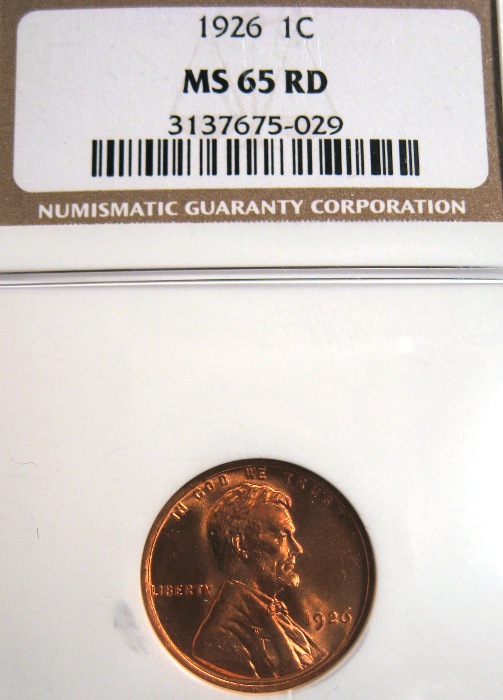 1926 1C
MS 65 RD
3137675-029
NUMISMATIC GUARANTY CORPORATION
IN GOD WE TRUST
LIBERTY
1926